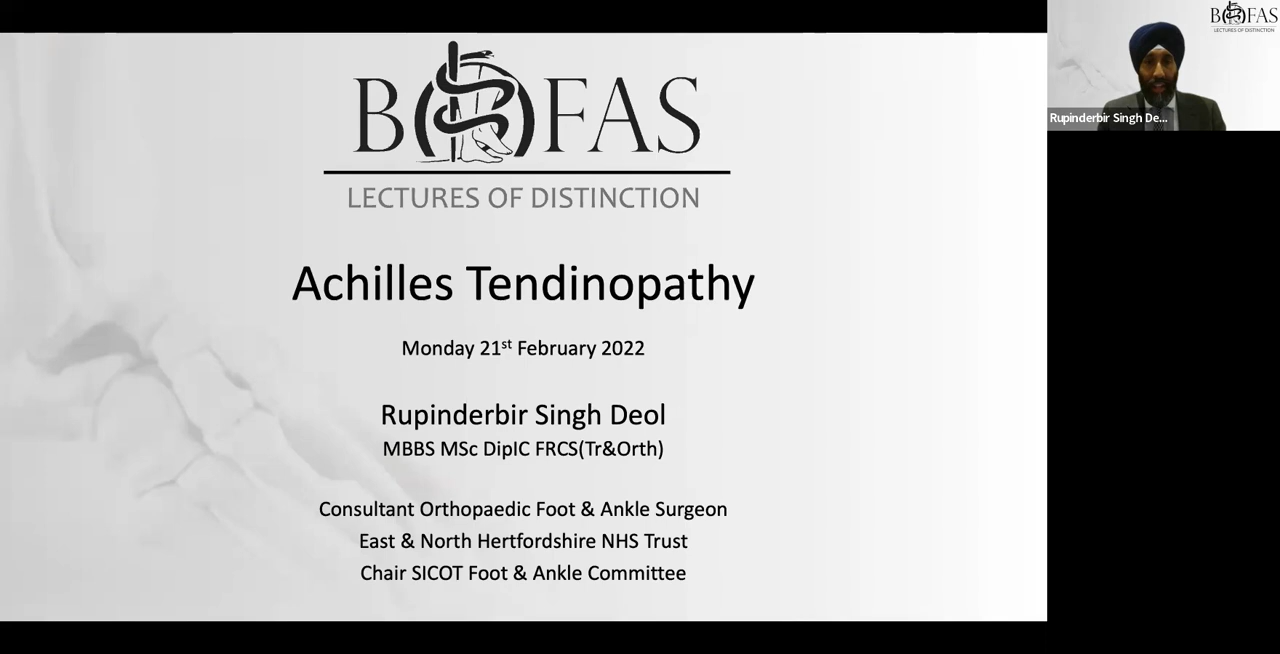 BOFAS
LECTURES OF DISTINCTION
Achilles Tendinopathy
Monday 21st February 2022
Rupinderbir Singh Deol
MBBS MSc DipIC FRCS(Tr&Orth)
Consultant Orthopaedic Foot & Ankle Surgeon
East & North Hertfordshire NHS Trust
Chair SICOT Foot & Ankle Committee
BOFAS
LECTURES OF DISTINCTION
Rupinderbir Singh De...